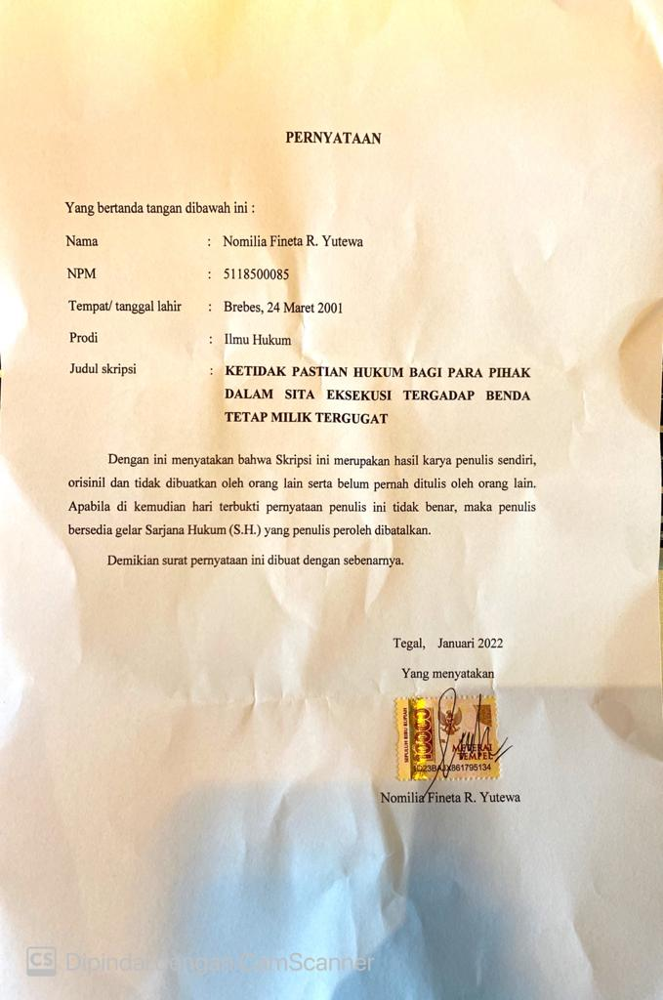 PERNYATAAN
Yang bertanda tangan dibawah ini :
Nama : Nomilia Fineta R. Yutewa
NPM : 5118500085
Tempat/ tanggal lahir : Brebes, 24 Maret 2001
Prodi : Ilmu Hukum
Judul skripsi : KETIDAK PASTIAN HUKUM BAGI PARA PIHAK
DALAM SITA EKSEKUSI TERGADAP BENDA
TETAP MILIK TERGUGAT
Dengan ini menyatakan bahwa Skripsi ini merupakan hasil karya penulis sendiri,
orisinil dan tidak dibuatkan oleh orang lain serta belum pernah ditulis oleh orang lain.
Apabila di kemudian hari terbukti pernyataan penulis ini tidak benar, maka penulis
bersedia gelar Sarjana Hukum (S.H.) yang penulis peroleh dibatalkan.
Demikian surat pernyataan ini dibuat dengan sebenarnya.
Tegal, Januari 2022
Yang menyatakan
SEPULUH RIBU RUPIAH
10000
METERAI
TEMPEL
Nomilia Fineta R. Yutewa
CS Dipindai dengan CamScanner